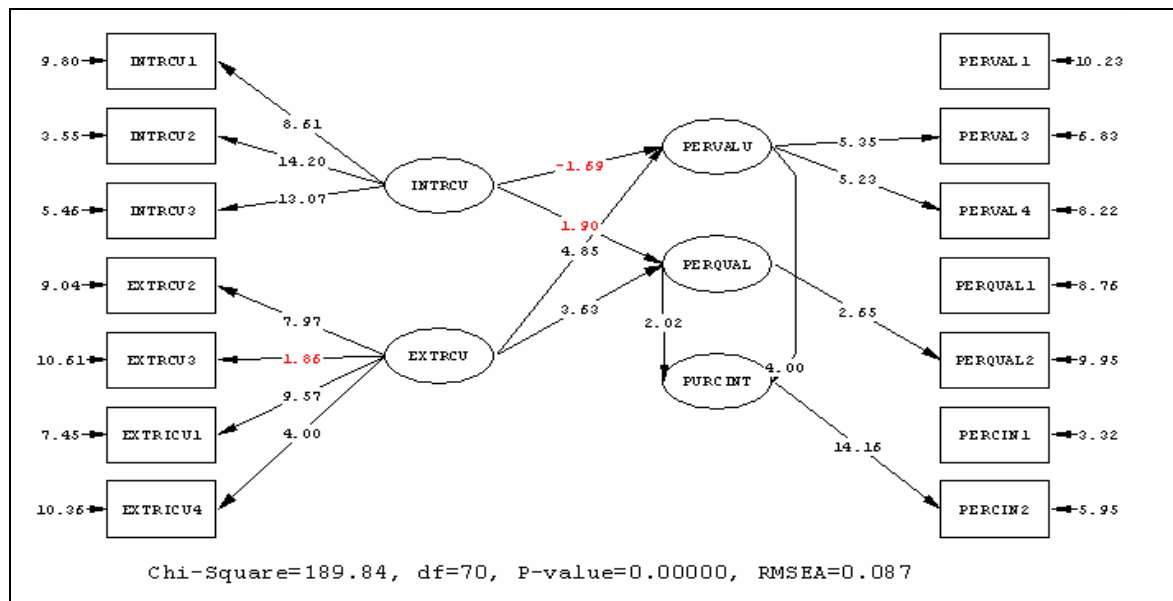 9.80 INTRCU1
8.61
3.55 INTRCU2
14.20
5.46 INTRCU3
13.07
9.04 EXTRCU2
7.97
10.61 EXTRCU3
1.86
7.45 EXTRICU1
9.57
10.36 EXTRICU4
4.00
INTRCU
EXTRCU
-1.69
1.90
4.85
3.63
PERVALU
PERQUAL
2.02
PURCINT
4.00
5.35
5.23
2.65
14.16
PERVAL1 10.23
PERVAL3 6.83
PERVAL4 8.22
PERQUAL1 8.76
PERQUAL2 9.95
PERCIN1 3.32
PERCIN2 5.95
Chi-Square=189.84, df=70, P-value=0.00000, RMSEA=0.087